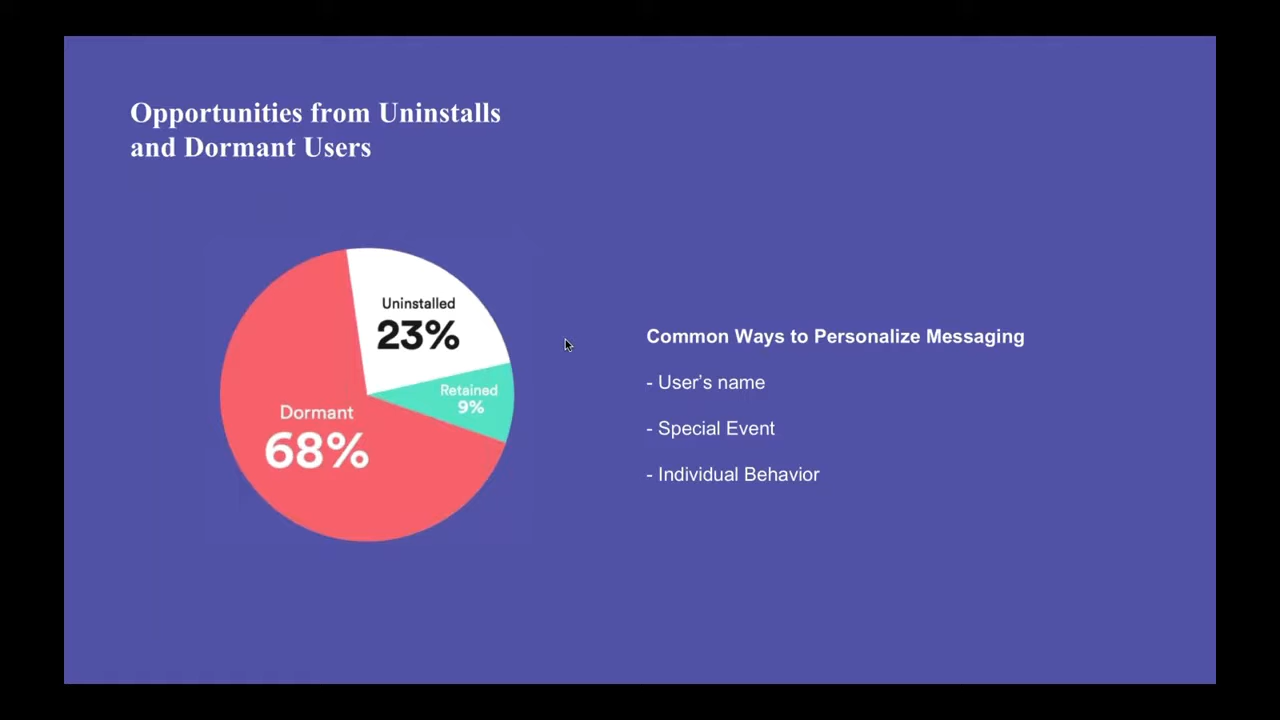 Opportunities from Uninstalls
and Dormant Users
Uninstalled
23%
Retained
9%
Dormant
68%
Common Ways to Personalize Messaging
- User’s name
- Special Event
- Individual Behavior